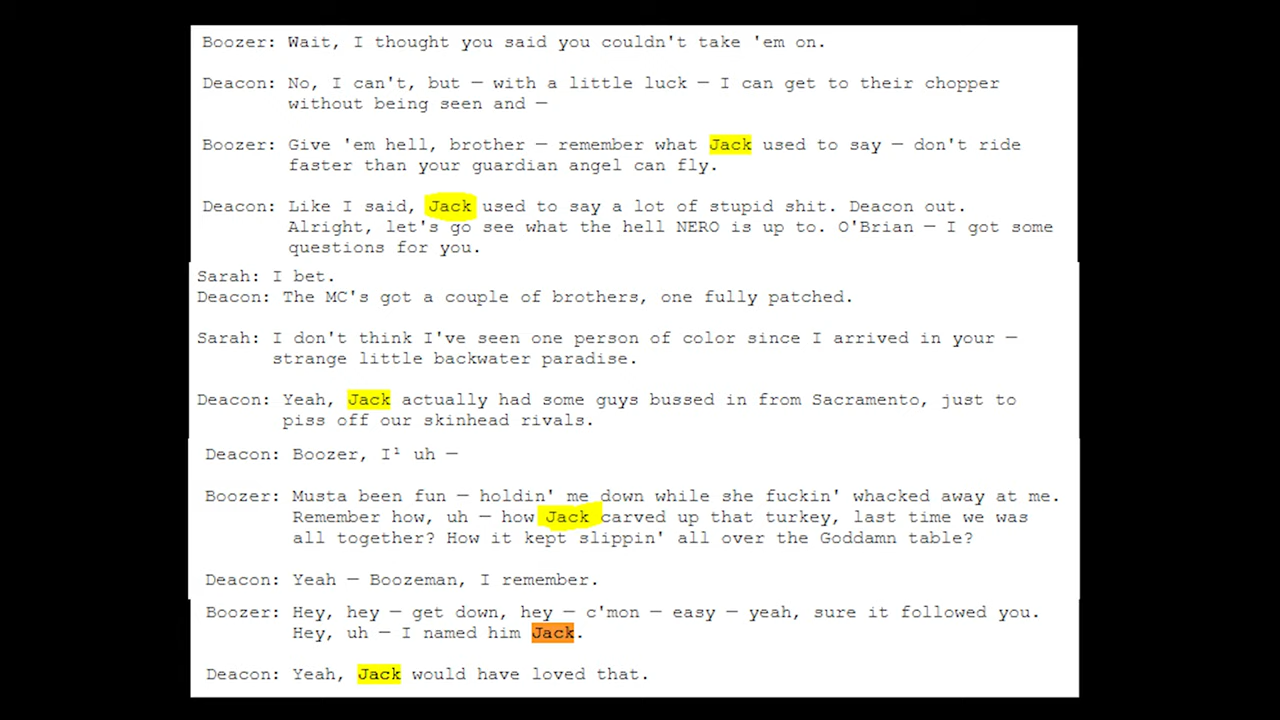 Boozer: Wait, I thought you said you couldn't take 'em on.
Deacon: No, I can't, but — with a little luck — I can get to their chopper
without being seen and —
Boozer: Give 'em hell, brother — remember what Jack used to say — don't ride
faster than your guardian angel can fly.
Deacon: Like I said, Jack used to say a lot of stupid shit. Deacon out.
Alright, let's go see what the hell NERO is up to. O'Brian — I got some
questions for you.
Sarah: I bet.
Deacon: The MC's got a couple of brothers, one fully patched.
Sarah: I don't think I've seen one person of color since I arrived in your —
strange little backwater paradise.
Deacon: Yeah, Jack actually had some guys bussed in from Sacramento, just to
piss off our skinhead rivals.
Deacon: Boozer, I¹ uh —
Boozer: Musta been fun — holdin' me down while she fuckin' whacked away at me.
Remember how, uh — how Jack carved up that turkey, last time we was
all together? How it kept slippin' all over the Goddamn table?
Deacon: Yeah — Boozeman, I remember.
Boozer: Hey, hey — get down, hey — c'mon — easy — yeah, sure it followed you.
Hey, uh — I named him Jack.
Deacon: Yeah, Jack would have loved that.